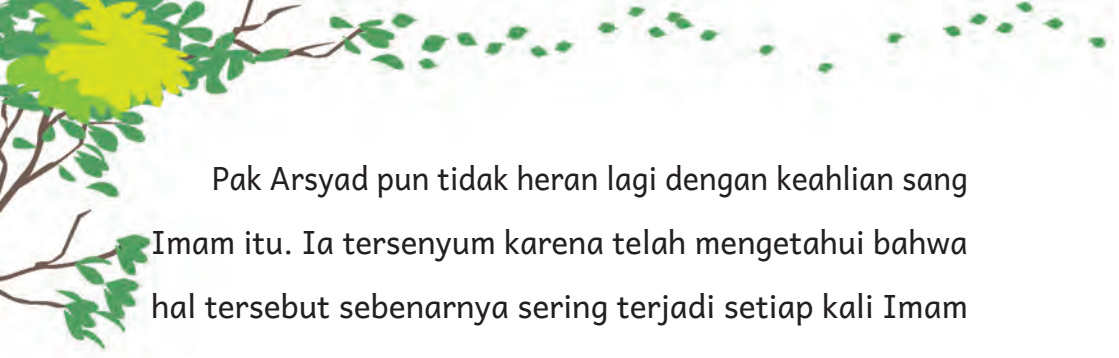 Pak Arsyad pun tidak heran lagi dengan keahlian sang
Imam itu. Ia tersenyum karena telah mengetahui bahwa
hal tersebut sebenarnya sering terjadi setiap kali Imam